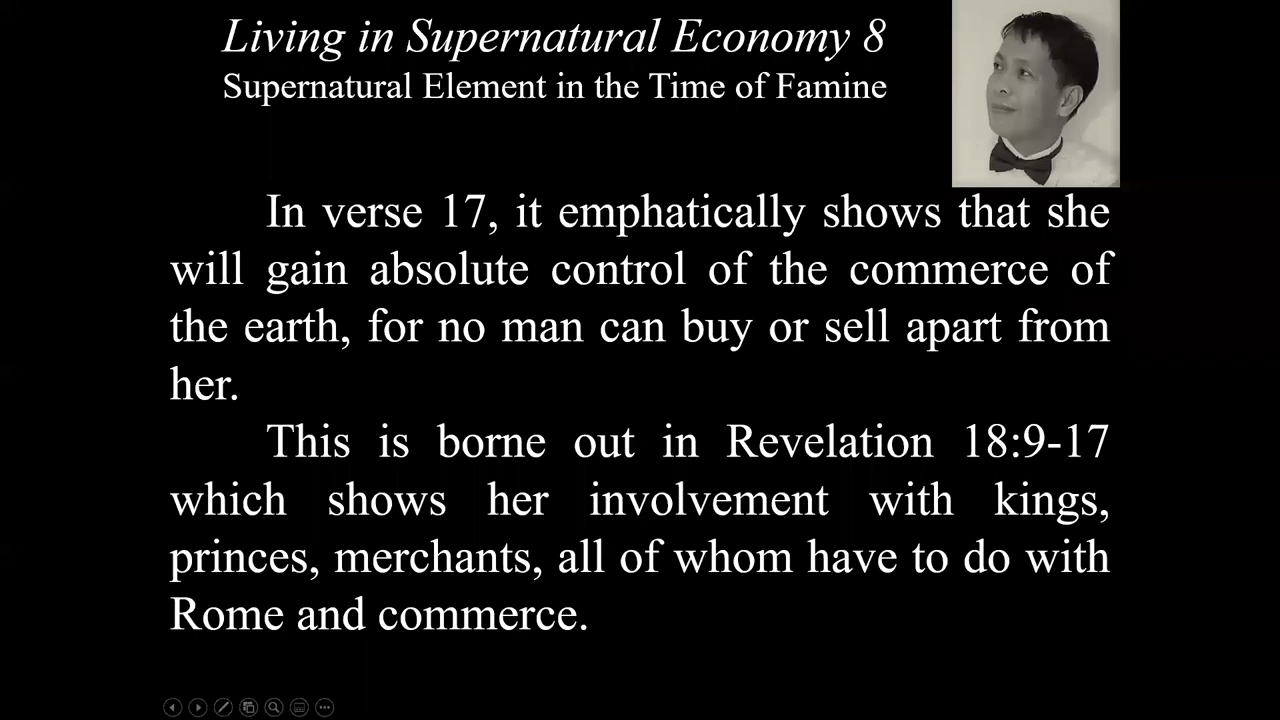 Living in Supernatural Economy 8
Supernatural Element in the Time of Famine
In verse 17, it emphatically shows that she
will gain absolute control of the commerce of
the earth, for no man can buy or sell apart from
her.
This is borne out in Revelation 18:9-17
which shows her involvement with kings,
princes, merchants, all of whom have to do with
Rome and commerce.